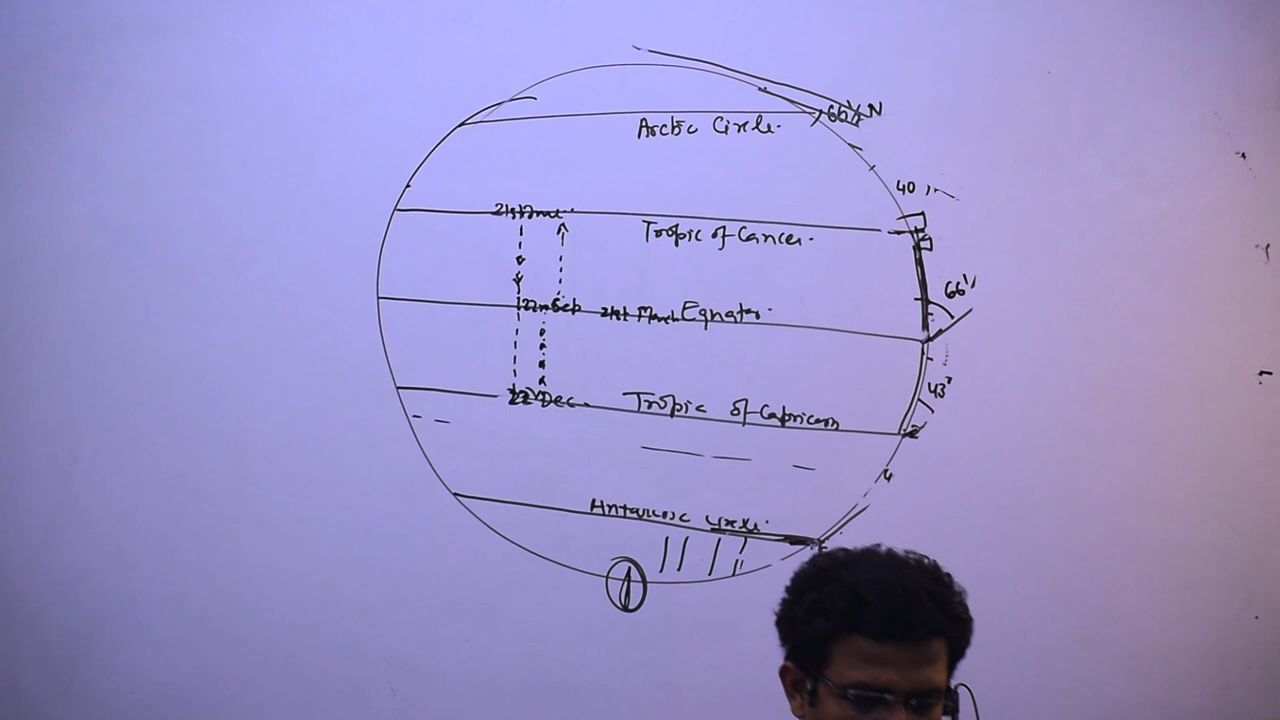 66½ N
Arctic Circle.
40
21st June.
Tropic of Cancer.
66½
22nd Sep 21st March Equator.
43°
22 Dec.
Tropic of Capricorn
Antarctic Circle.